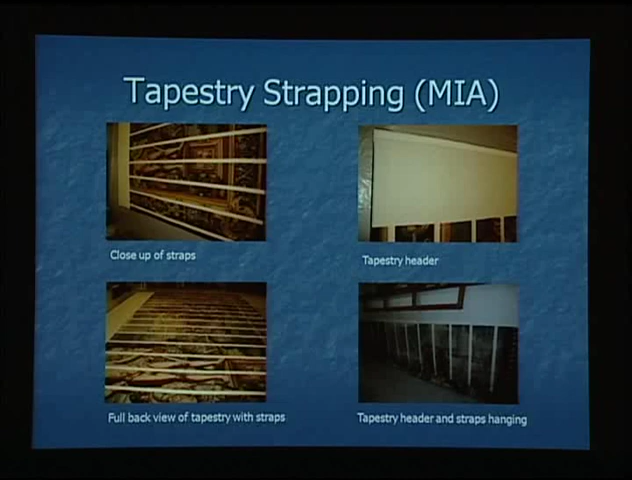 Tapestry Strapping (MIA)
Close up of straps
Tapestry header
Full back view of tapestry with straps
Tapestry header and straps hanging